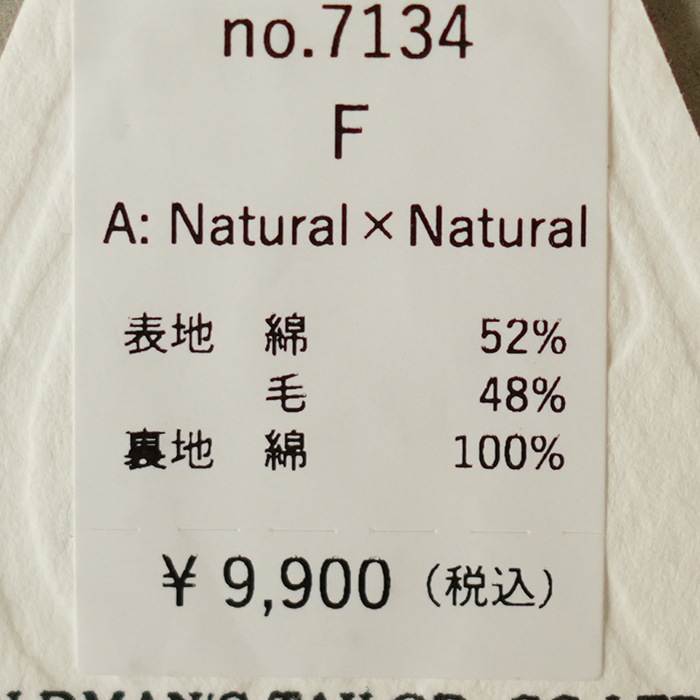 no.7134
F
A: Natural×Natural
表地 綿 52%
毛 48%
裏地 綿 100%
¥ 9,900 (税込)